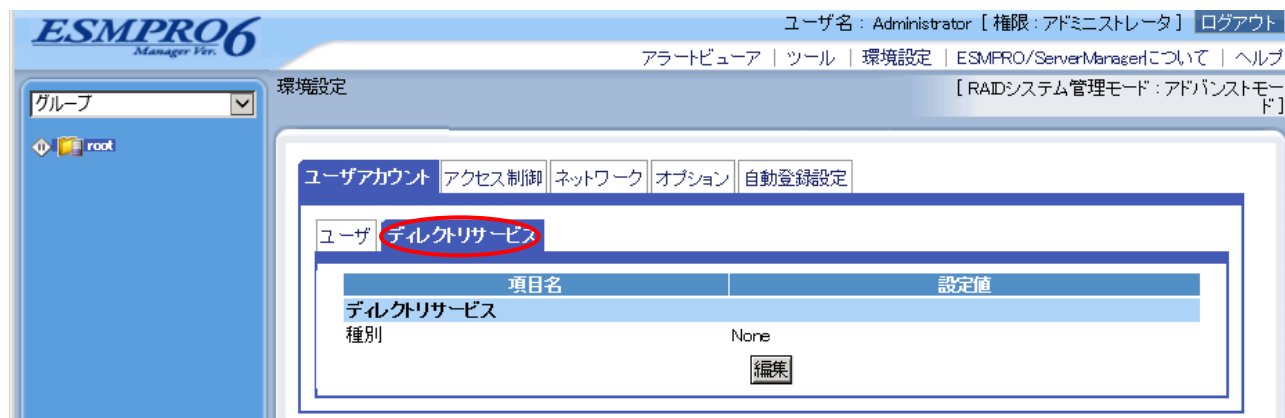 ESMPRO6
Manager Ver.
ユーザ名 : Administrator [ 権限 : アドミニストレータ ] ログアウト
アラートビューア | ツール | 環境設定 | ESMPRO/ServerManagerについて | ヘルプ
グループ
root
環境設定
[ RAIDシステム管理モード : アドバンストモー
ド ]
ユーザアカウント アクセス制御 ネットワーク オプション 自動登録設定
ユーザ ディレクトリサービス
項目名 設定値
ディレクトリサービス
種別 None
編集